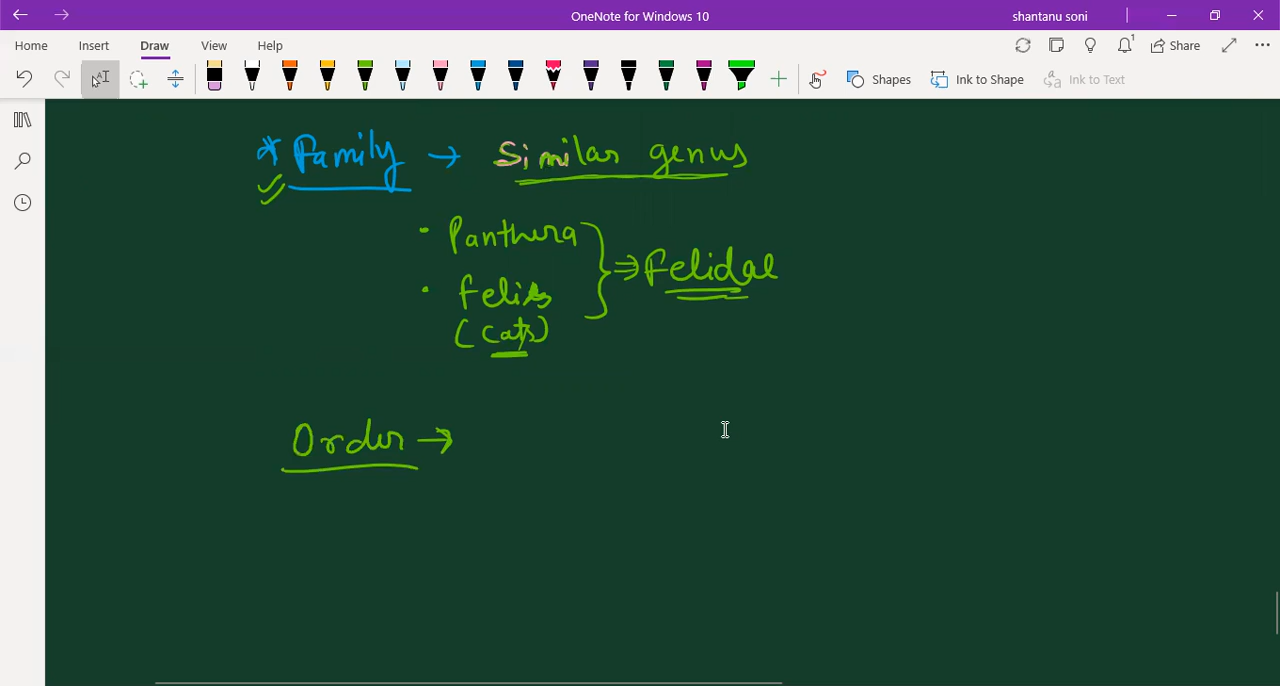 OneNote for Windows 10
shantanu soni
Home Insert Draw View Help
1
Share
Shapes
Ink to Shape
Ink to Text
* Family → Similar genus
• Panthera
• felis
(cats)
⇒ Felidae
Order →